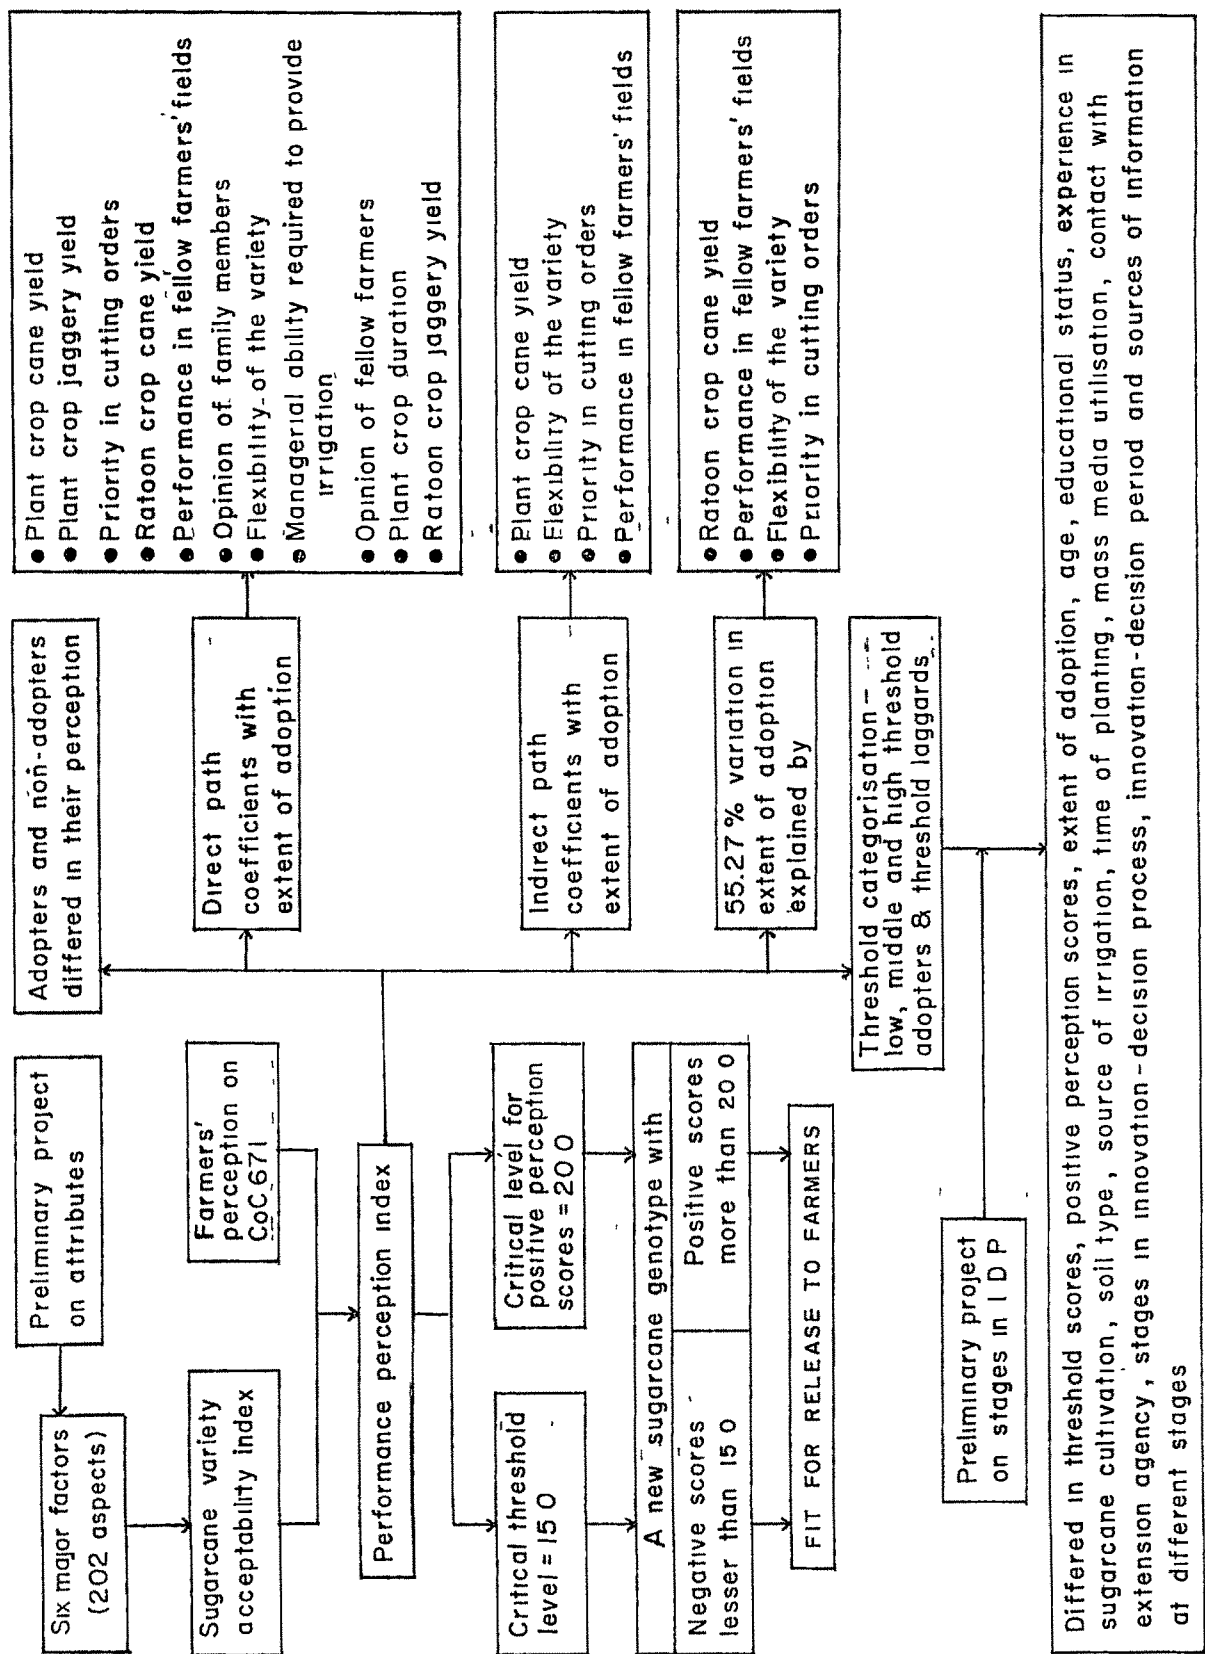 Preliminary project
on attributes
Six major factors
(202 aspects)
Sugarcane variety
acceptability index
Farmers'
perception on
CoC 671
Performance perception index
Critical threshold
level = 15 0
Critical level for
positive perception
scores = 20 0
A new sugarcane genotype with
Negative scores
lesser than 15 0
Positive scores
more than 20 0
FIT FOR RELEASE TO FARMERS
Adopters and non-adopters
differed in their perception
Direct path
coefficients with
extent of adoption
● Plant crop cane yield
● Plant crop jaggery yield
● Priority in cutting orders
● Ratoon crop cane yield
● Performance in fellow farmers' fields
● Opinion of family members
● Flexibility of the variety
● Managerial ability required to provide
irrigation
● Opinion of fellow farmers
● Plant crop duration
● Ratoon crop jaggery yield
Indirect path
coefficients with
extent of adoption
● Plant crop cane yield
● Flexibility of the variety
● Priority in cutting orders
● Performance in fellow farmers' fields
55.27 % variation in
extent of adoption
explained by
● Ratoon crop cane yield
● Performance in fellow farmers' fields
● Flexibility of the variety
● Priority in cutting orders
Threshold categorisation-
low, middle and high threshold
adopters & threshold laggards
Preliminary project
on stages in I D P
Differed in threshold scores, positive perception scores, extent of adoption, age, educational status, experience in
sugarcane cultivation, soil type, source of irrigation, time of planting, mass media utilisation, contact with
extension agency, stages in innovation-decision process, innovation-decision period and sources of information
at different stages